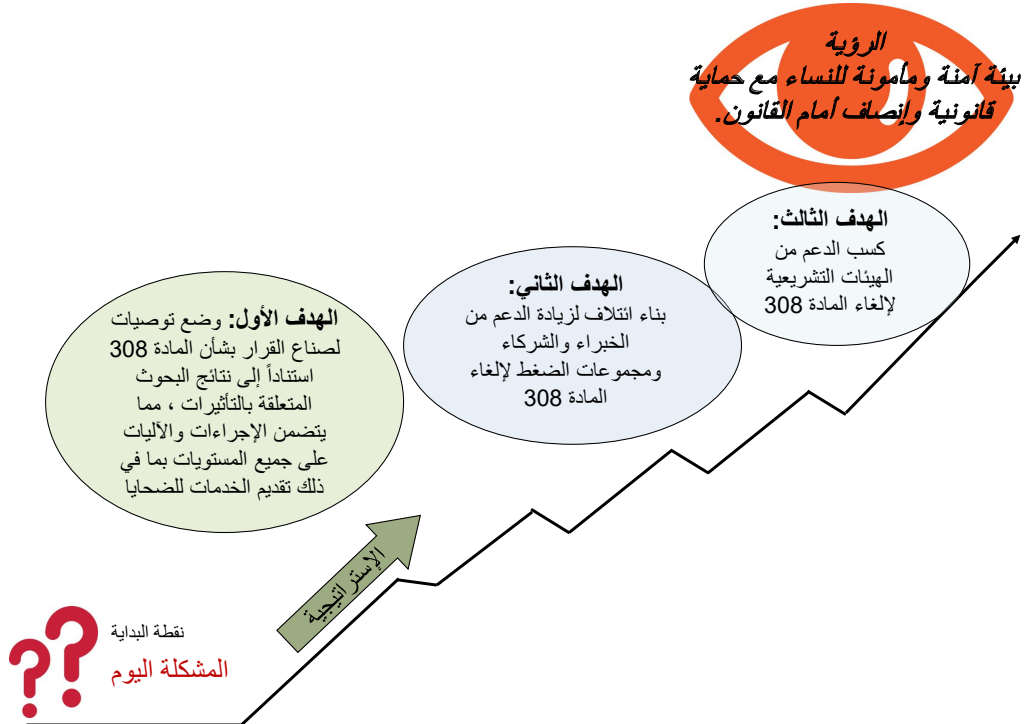 الرؤية
بيئة آمنة ومأمونة للنساء مع حماية
قانونية وإنصاف أمام القانون.
الهدف الثالث:
كسب الدعم من
الهيئات التشريعية
لإلغاء المادة 308
الهدف الثاني:
بناء ائتلاف لزيادة الدعم من
الخبراء والشركاء
ومجموعات الضغط لإلغاء
المادة 308
الهدف الأول: وضع توصيات
لصناع القرار بشأن المادة 308
استناداً إلى نتائج البحوث
المتعلقة بالتأثيرات ، مما
يتضمن الإجراءات والآليات
على جميع المستويات بما في
ذلك تقديم الخدمات للضحايا
الإستراتيجية
نقطة البداية
المشكلة اليوم
??